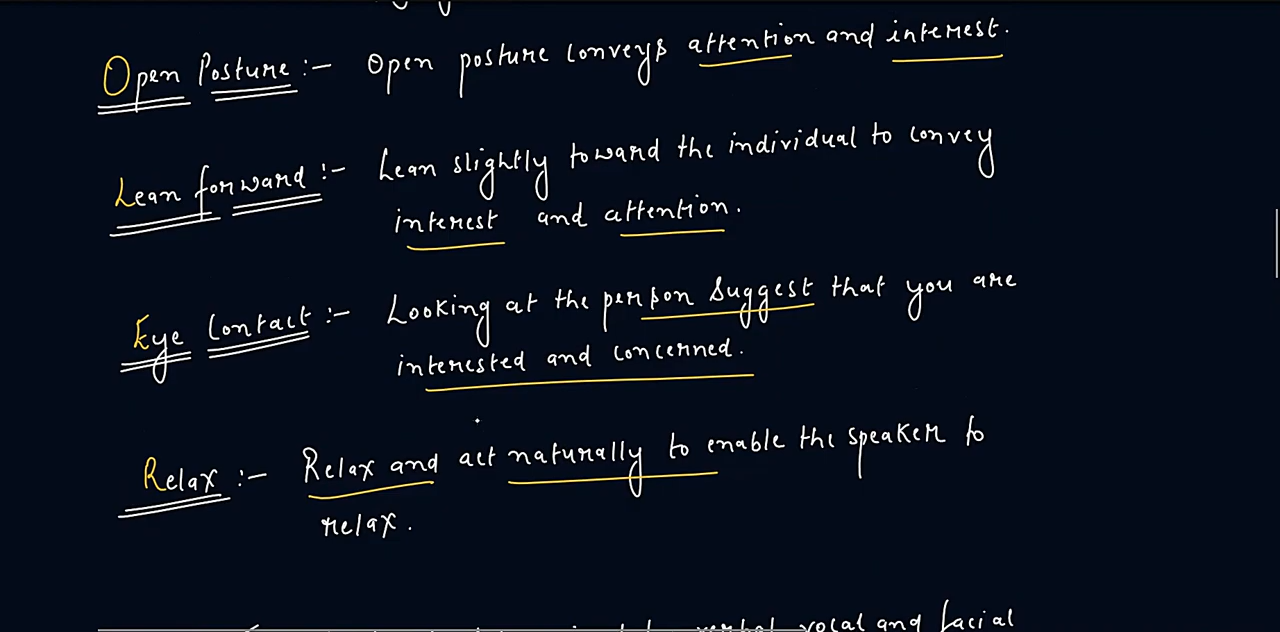 Open Posture :- Open posture conveys attention and interest.
Lean forward :- Lean slightly toward the individual to convey
interest and attention.
Eye Contact :- Looking at the person suggest that you are
interested and concerned.
Relax :- Relax and act naturally to enable the speaker to
relax.
verbal vocal and facial